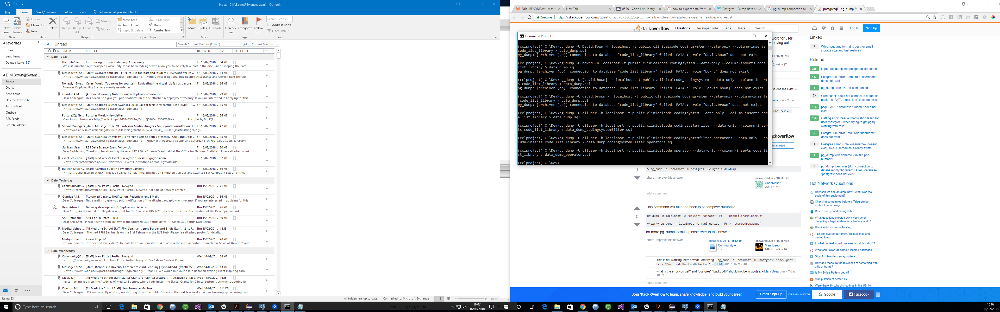 Inbox - D.M.Bown@Swansea.ac.uk - Outlook
File Home Send / Receive Folder View Tell me what you want to do...
New Email New Items Ignore Clean Up Junk Delete Reply Reply All Forward Meeting More
Move to: ? To Manager
Team Email Done
Reply & Delete Create New
Move Rules OneNote Unread/Read Categorize Follow Up Search People Address Book Filter Email
New Delete Respond Quick Steps Move Tags Find
Favorites
Inbox
Sent Items
Deleted Items 37
D.M.Bown@Swans...
Inbox
Drafts
Sent Items
Deleted Items 37
Junk E-Mail
Outbox
RSS Feeds
Search Folders
All Unread Search Current Mailbox (Ctrl+E) Current Mailbox
FROM SUBJECT RECEIVED SIZE CATEGORIES
Date: Today
The DataCamp ... Introducing the new DataCamp Community Fri 16/02/2018... 54 KB
We just launched our revamped Community. It has been redesigned to allow you to actively take part in the discussions shaping the data
Message for St... [Staff]: ACTivate Your Life - FREE course for Staff and Students - Everyone Welco... Fri 16/02/2018... 14 KB
<https://www.swan.ac.uk/post-to-list/images/logo.en.png> Mindfulness |Emotional Intelligence |Acceptance and Commitment Therapy
No reply - Swa... Career Week - Top news for you staff - Navigating the virtual job fair and more... Fri 16/02/2018... 66 KB
Swansea Employability Academy weekly newsletter
Gunduz A.M. [Advanced Vacancy Notification] Redeployment Vacancies Fri 16/02/2018... 29 KB
Dear Colleague. This e-mail is to give you prior notification of the attached redeployment vacancy. If you are interested in applying for this
Message for St... [Staff]: Soapbox Science Swansea 2018: Call for female researchers in STEMM – A... Fri 16/02/2018... 15 KB
<https://www.swan.ac.uk/post-to-list/images/logo.en.png>
PostgreSQL Ne... Postgres Weekly Newsletter Fri 16/02/2018... 36 KB
View in your browser <http://mailchi.mp/14d74a350bbe/04qjz3j546?e=3536ff888a> Postgres by BigSQL
Senior Managers [Staff]: Message from PVC Professor Martin Stringer - Go Beyond Consultation U... Fri 16/02/2018... 47 KB
<http://i.emlfiles4.com/cmpimg/8/2/0/7/9/files/imagecache/8724943/w640_9106001_martinstringer.jpg>
Message for St... [Staff]: Swansea University's Performing Arts Societies presents...'Guys and Dolls'... Fri 16/02/2018... 13 KB
<https://www.swan.ac.uk/post-to-list/images/logo.en.png> Friday 16th February 7.30pm and Saturday 17th February 2.30pm & 7.30pm
Sullivan, Sam RSS Data Science Event Follow-Up Fri 16/02/2018... 20 KB
Dear Sir/Madam, Thank you for attending the recent RSS Data Science Event held at The Office for National Statistics. I have attached a link
events-calenda... [Staff]: Next week's Events | Yr wythnos nesaf Digwyddiadau Fri 16/02/2018... 57 KB
<https://events.swansea.ac.uk> Next week's Events | Yr wythnos nesaf Digwyddiadau
bulletin@swan... [Staff]: Campus Bulletin | Bwletin y Campws Fri 16/02/2018... 36 KB
<https://bulletin.swan.ac.uk> This is a summary of planned activities on Singleton Campus and Swansea Bay Campus. It lists all entries
Date: Yesterday
Community@S... [Staff]: New Posts | Postiau Newydd Thu 15/02/201... 71 KB
<https://community.swan.ac.uk> New Posts Postiau Newydd For Sale or Services Offered
Gunduz A.M. [Advanced Vacancy Notification] Redeployment E Mails Thu 15/02/201... 36 KB
Dear Colleague. This e-mail is to give you prior notification of the attached redeployment vacancy. If you are interested in applying for this
Rees Arfon.J. Gateway development & Deployment Servers Thu 15/02/201... 26 KB
Dear Chris, As discussed the Helpdesk request for the Servers is HD-3720. I believe this covers the creation of the Development and
SAIL Databank SAIL Forum Dates - 2018 Thu 15/02/201... 39 KB
Dear SAIL User, Please see the table below for the updated SAIL Forum dates. Revised SAIL Forum Dates 2018
Medical School... [All Medicine School Staff] PPHI Seminar - Jenna Bulger and Bridie Evans - 21st F... Thu 15/02/201... 1 MB
Dear Colleagues The next PPHI Seminar is on the 21st February in the ILS2 Hub. Please see attached poster for details.
Martijn from D... 2 new Projects! Thu 15/02/201... 48 KB
Explore Game of Thrones and music data! Use data to answer questions like 'Who is the most important character in Game of Thrones?' and
Date: Wednesday
Community@S... [Staff]: New Posts | Postiau Newydd Wed 14/02/20... 68 KB
<https://community.swan.ac.uk> New Posts Postiau Newydd For Sale or Services Offered
Message for St... [Staff]: Richness in Diversity Conference 22nd February | Cynhadledd Cyfoeth me... Wed 14/02/20... 13 KB
<https://www.swan.ac.uk/post-to-list/images/logo.en.png> Dear All We would like you to join us for an exciting event inspiring early
MedDean [All Medicine School Staff] Starter Grants for Clinical Lecturers - Academy of Med... Wed 14/02/20... 1 MB
I'm contacting you from the Academy of Medical Sciences where I administer the Starter Grants for Clinical Lecturers scheme supported by
Durston M.L. [All Medicine School Staff] New Resource Mailbox Wed 14/02/20... 111 KB
Dear Colleagues, ISS are currently working on shutting down the public folders in the next few weeks. A new booking system using new
Items: 934 All folders are up to date. Connected to: Microsoft Exchange 100%
Type here to search 16:07 16/02/2018
Edit · README.rst · maste New Tab 0570 - Code List Library how to export data from Postgres – Dump data as pg_dump connection to postgresql - pg_dump fa
Secure https://stackoverflow.com/questions/37672262/pg-dump-fails-with-error-fatal-role-username-does-not-exist
stackoverflow Questions Developer Jobs Tags Users Search... Log In Sign Up
Command Prompt
(cclproject) C:\Dev>pg_dump -U David.Bown -h localhost -t public.clinicalcode_codingsystem --data-only --column-inserts
code_list_library > data_dump.sql
pg_dump: [archiver (db)] connection to database "code_list_library" failed: FATAL: role "David.Bown" does not exist
(cclproject) C:\Dev>pg_dump -U bownd -h localhost -t public.clinicalcode_codingsystem --data-only --column-inserts code_
list_library > data_dump.sql
pg_dump: [archiver (db)] connection to database "code_list_library" failed: FATAL: role "bownd" does not exist
(cclproject) C:\Dev>pg_dump -U [david.bown] -h localhost -t public.clinicalcode_codingsystem --data-only --column-insert
s code_list_library > data_dump.sql
pg_dump: [archiver (db)] connection to database "code_list_library" failed: FATAL: role "[david.bown]" does not exist
(cclproject) C:\Dev>pg_dump -U david.brown -h localhost -t public.clinicalcode_codingsystem --data-only --column-inserts
code_list_library > data_dump.sql
pg_dump: [archiver (db)] connection to database "code_list_library" failed: FATAL: role "david.brown" does not exist
(cclproject) C:\Dev>pg_dump -U clluser -h localhost -t public.clinicalcode_codingsystem --data-only --column-inserts cod
e_list_library > data_dump.sql
(cclproject) C:\Dev>pg_dump -U clluser -h localhost -t public.clinicalcode_codingsystemfilter --data-only --column-inser
ts code_list_library > data_dump_codingsystemfilter.sql
(cclproject) C:\Dev>pg_dump -U clluser -h localhost -t public.clinicalcode_codingsystemfilter_operators --data-only --co
lumn-inserts code_list_library > data_dump_codingsystemfilter_operators.sql
(cclproject) C:\Dev>pg_dump -U clluser -h localhost -t public.clinicalcode_operator --data-only --column-inserts code_li
st_library > data_dump_operator.sql
(cclproject) C:\Dev>
word for user
eaving out --
'16 at 6:50
2 6 17
se doesn't exist. –
ious Jun 7 '16 at
db" failed:
ckoverflow
et started
1
$ pg_dump -h localhost -U postgres -Fc mydb > db.dump
share improve this answer answered Jun 7 '16 at 9:26
CodeMaker
265 1 7
add a comment
This command will take the backup of complete database
0
pg_dump -h localhost -U "dbuser" "dbname" -Fc > "pathfilename.backup"
**ex:** pg_dump -h localhost -U mani manidb - Fc > "thamesdb.backup"
for more pg_dump formats please refer to this answer
share improve this answer edited May 23 '17 at 12:10 answered Jun 7 '16 at 7:03
Community ♦ Mani Deep
1 1 749 1 9 26
This is not working, here's what I am trying.. pg_dump -h localhost -U "postgres" "backupdb" -
Fc > "Downloads/backupdb.backup" – Suraj Jun 7 '16 at 7:48
what is the error you get? and "postgres" "backupdb" should not be in quotes. – Mani Deep Jun 7 '16 at
10:53
add a comment
Linked
4 Which pgdump format is best for small
storage size and fast restore?
Related
255 import sql dump into postgresql database
437 PostgreSQL error: Fatal: role "username"
does not exist
1 pg_dump error: Permission denied
53 Createuser: could not connect to database
postgres: FATAL: role "tom" does not exist
426 psql: FATAL: database "<user>" does not
exist
406 Getting error: Peer authentication failed for
user "postgres", when trying to get pgsql
working with rails
5 PostgreSQL error Fatal: role "username"
does not exist
1 Postgres Error: Role <username> doesn't
exist, role <username> already exists
1 pg_dump with dbname - invalid port
number?
0 pg_dump: [archiver (db)] connection to
database "mydb" failed: FATAL: database
"postgres" does not exist
Hot Network Questions
How can we see an atom now? What was the
scale of this equipment?
Checking some rules before a Telegram bot
replies to a message
Delete query not deleting data
What questions should I ask myself when
designing a legal system for a fantasy world?
Uranium block house heating
Tikz text over/under arrow, oblique lines and
curved lines
In what context would one use "Ich drück' dich"?
What can LaTeX do without loading packages?
Stockfish blunders away a piece
How do I measure the thickness of something with
a lip or frame?
Is My Swipe Pattern Legal?
Manipulation of nested list
Were there 18 school shootings in the US from
Join Stack Overflow to learn, share knowledge, and build your career. Email Sign Up OR SIGN IN WITH Google Facebook
16:07
16/02/2018